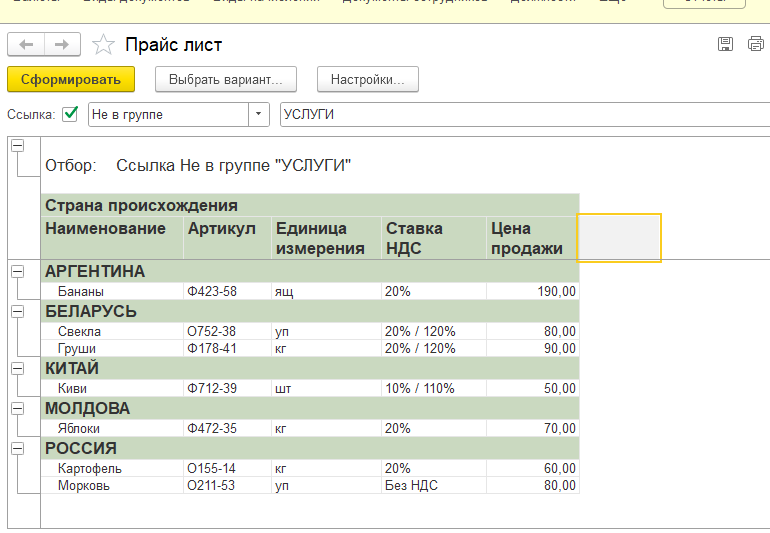 Прайс лист
Сформировать Выбрать вариант... Настройки...
Ссылка: Не в группе УСЛУГИ
Отбор: Ссылка Не в группе "УСЛУГИ"
Страна происхождения
Наименование Артикул Единица измерения Ставка НДС Цена продажи
АРГЕНТИНА
Бананы Ф423-58 ящ 20% 190,00
БЕЛАРУСЬ
Свекла О752-38 уп 20% / 120% 80,00
Груши Ф178-41 кг 20% / 120% 90,00
КИТАЙ
Киви Ф712-39 шт 10% / 110% 50,00
МОЛДОВА
Яблоки Ф472-35 кг 20% 70,00
РОССИЯ
Картофель О155-14 кг 20% 60,00
Морковь О211-53 уп Без НДС 80,00